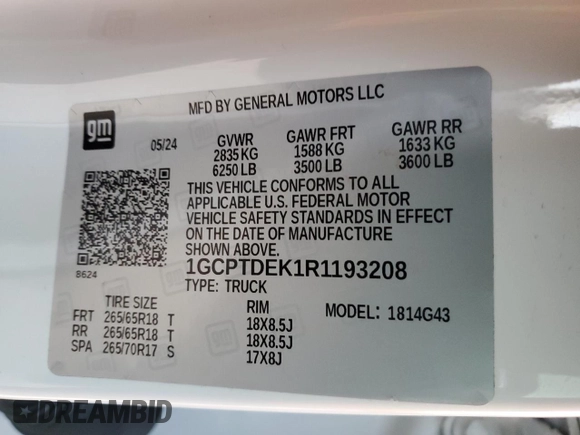 MFD BY GENERAL MOTORS LLC
gm
05/24
GVWR GAWR FRT GAWR RR
2835 KG 1588 KG 1633 KG
6250 LB 3500 LB 3600 LB
THIS VEHICLE CONFORMS TO ALL
APPLICABLE U.S. FEDERAL MOTOR
VEHICLE SAFETY STANDARDS IN EFFECT
ON THE DATE OF MANUFACTURE
SHOWN ABOVE.
8624
1GCPTDEK1R1193208
TYPE: TRUCK
TIRE SIZE RIM MODEL: 1814G43
FRT 265/65R18 T 18X8.5J
RR 265/65R18 T 18X8.5J
SPA 265/70R17 S 17X8J
DREAMBID